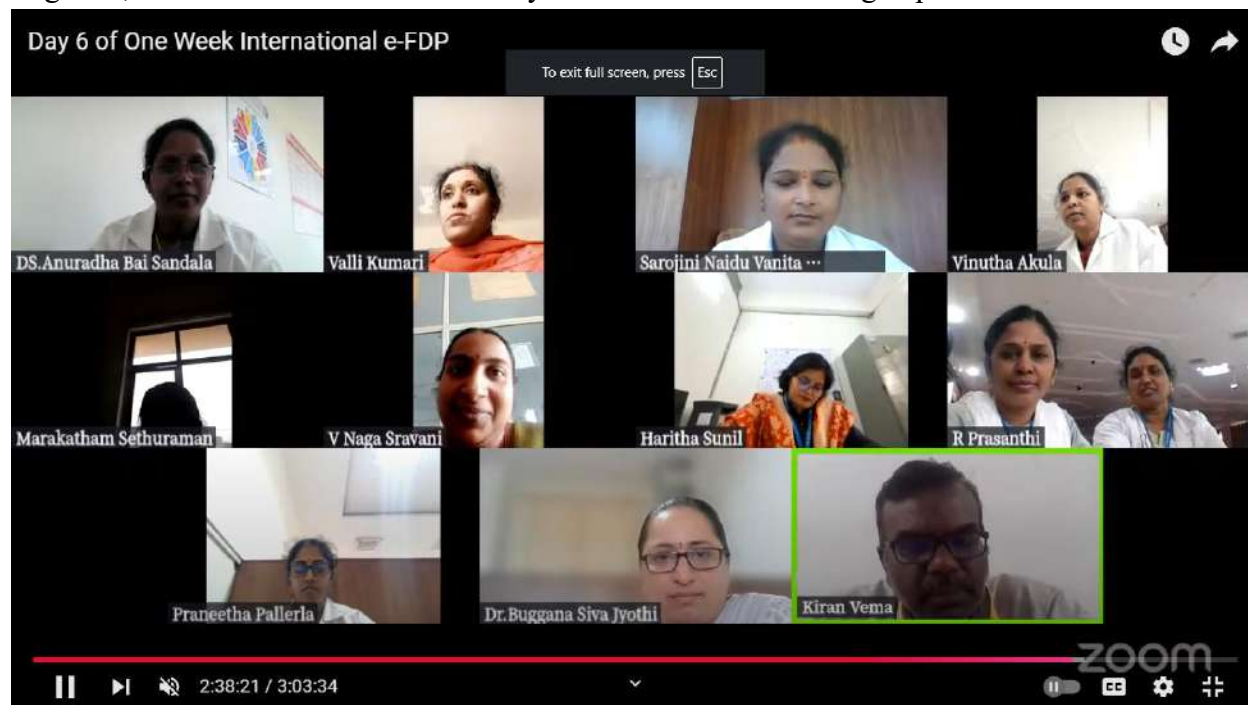 Day 6 of One Week International e-FDP
To exit full screen, press Esc
DS.Anuradha Bai Sandala
Valli Kumari
Sarojini Naidu Vanita ...
Vinutha Akula
Marakatham Sethuraman
V Naga Sravani
Haritha Sunil
R Prasanthi
Praneetha Pallerla
Dr.Buggana Siva Jyothi
Kiran Vema
zoom
2:38:21 / 3:03:34
CC